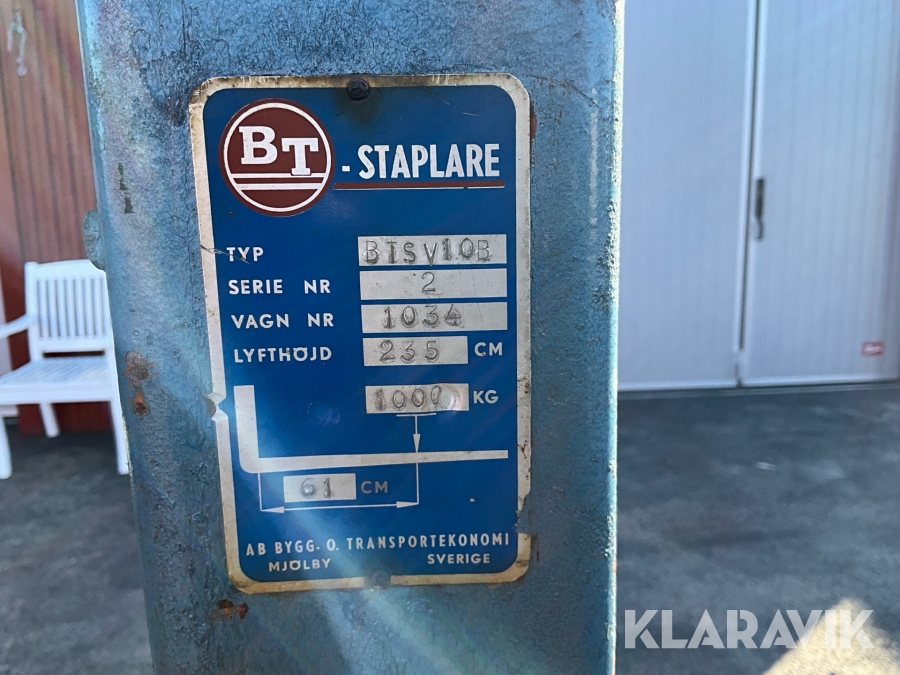 BT - STAPLARE
TYP BTSV10B
SERIE NR 2
VAGN NR 1034
LYFTHÖJD 235 CM
1000 KG
61 CM
AB BYGG- O. TRANSPORTEKONOMI
MJÖLBY SVERIGE
KLARAVIK